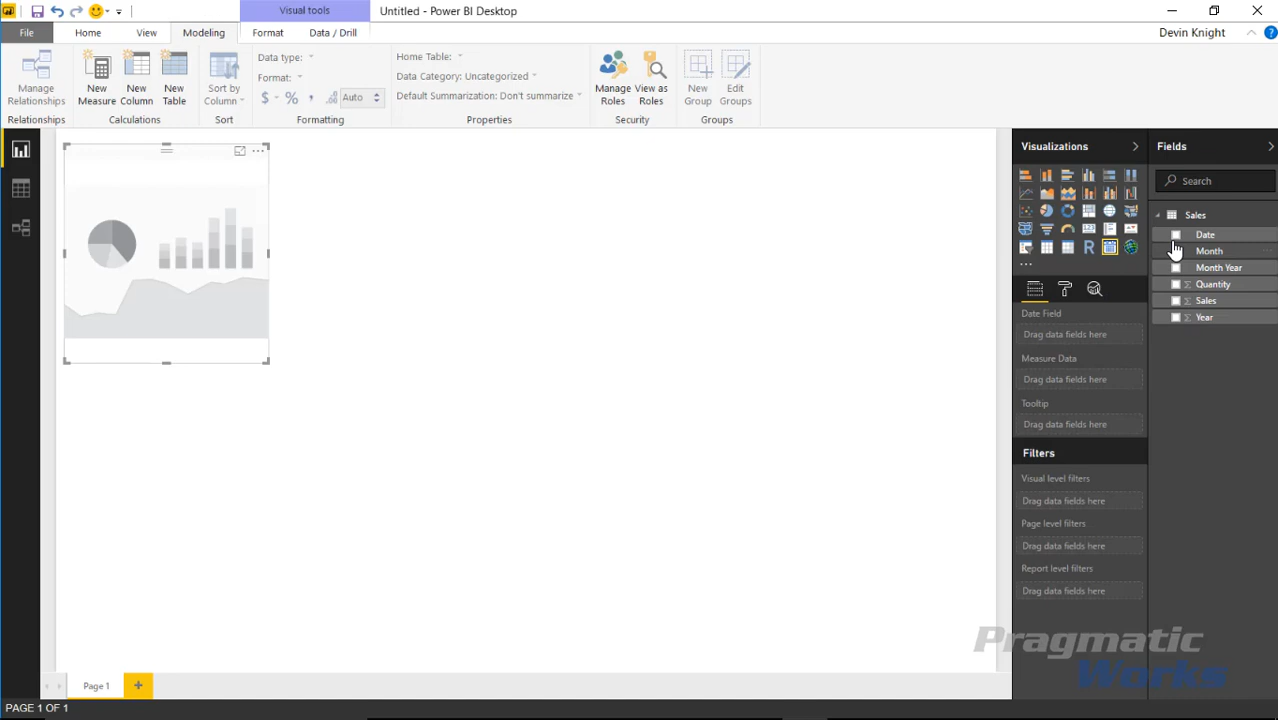 Visual tools
Untitled - Power BI Desktop
File
Home
View
Modeling
Format
Data / Drill
Devin Knight
Manage
Relationships
New
Measure
New
Column
New
Table
Sort by
Column
Data type:
Format:
$ % , Auto
Home Table:
Data Category: Uncategorized
Default Summarization: Don't summarize
Manage
Roles
View as
Roles
New
Group
Edit
Groups
Relationships
Calculations
Sort
Formatting
Properties
Security
Groups
Visualizations
Fields
Search
Sales
Date
Month
Month Year
Σ Quantity
Σ Sales
Σ Year
R
Date Field
Drag data fields here
Measure Data
Drag data fields here
Tooltip
Drag data fields here
Filters
Visual level filters
Drag data fields here
Page level filters
Drag data fields here
Report level filters
Drag data fields here
Pragmatic
Works
Page 1
PAGE 1 OF 1